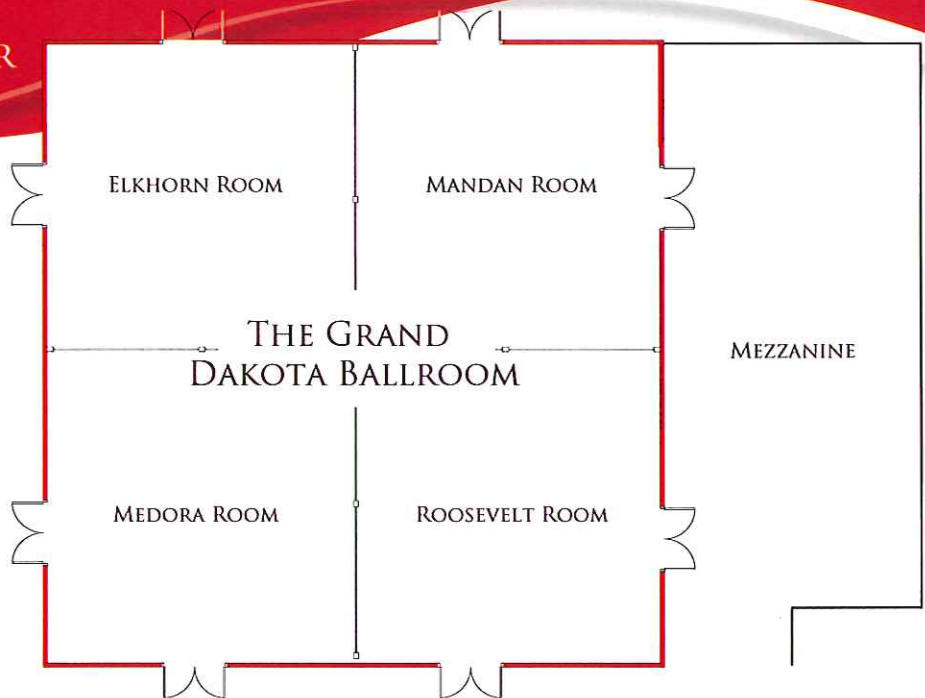 R
ELKHORN ROOM
MANDAN ROOM
THE GRAND
DAKOTA BALLROOM
MEZZANINE
MEDORA ROOM
ROOSEVELT ROOM